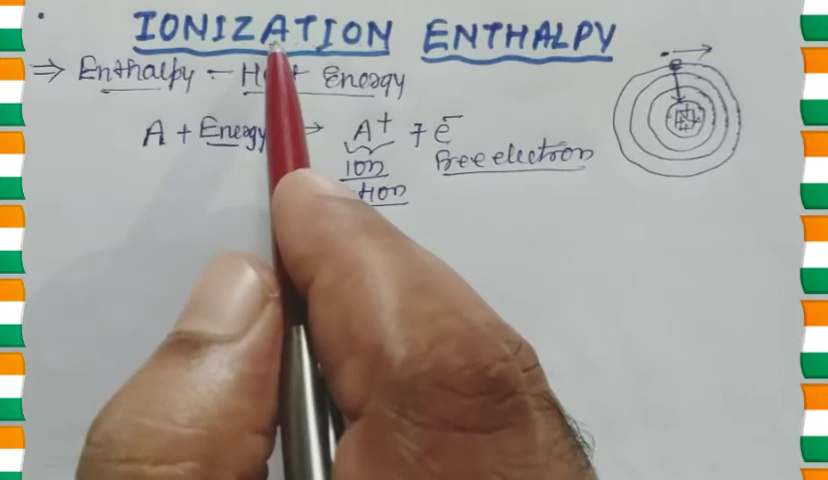 IONIZATION ENTHALPY
⇒ Enthalpy - Energy
A + Energy → A⁺ + e⁻
ion Free electron